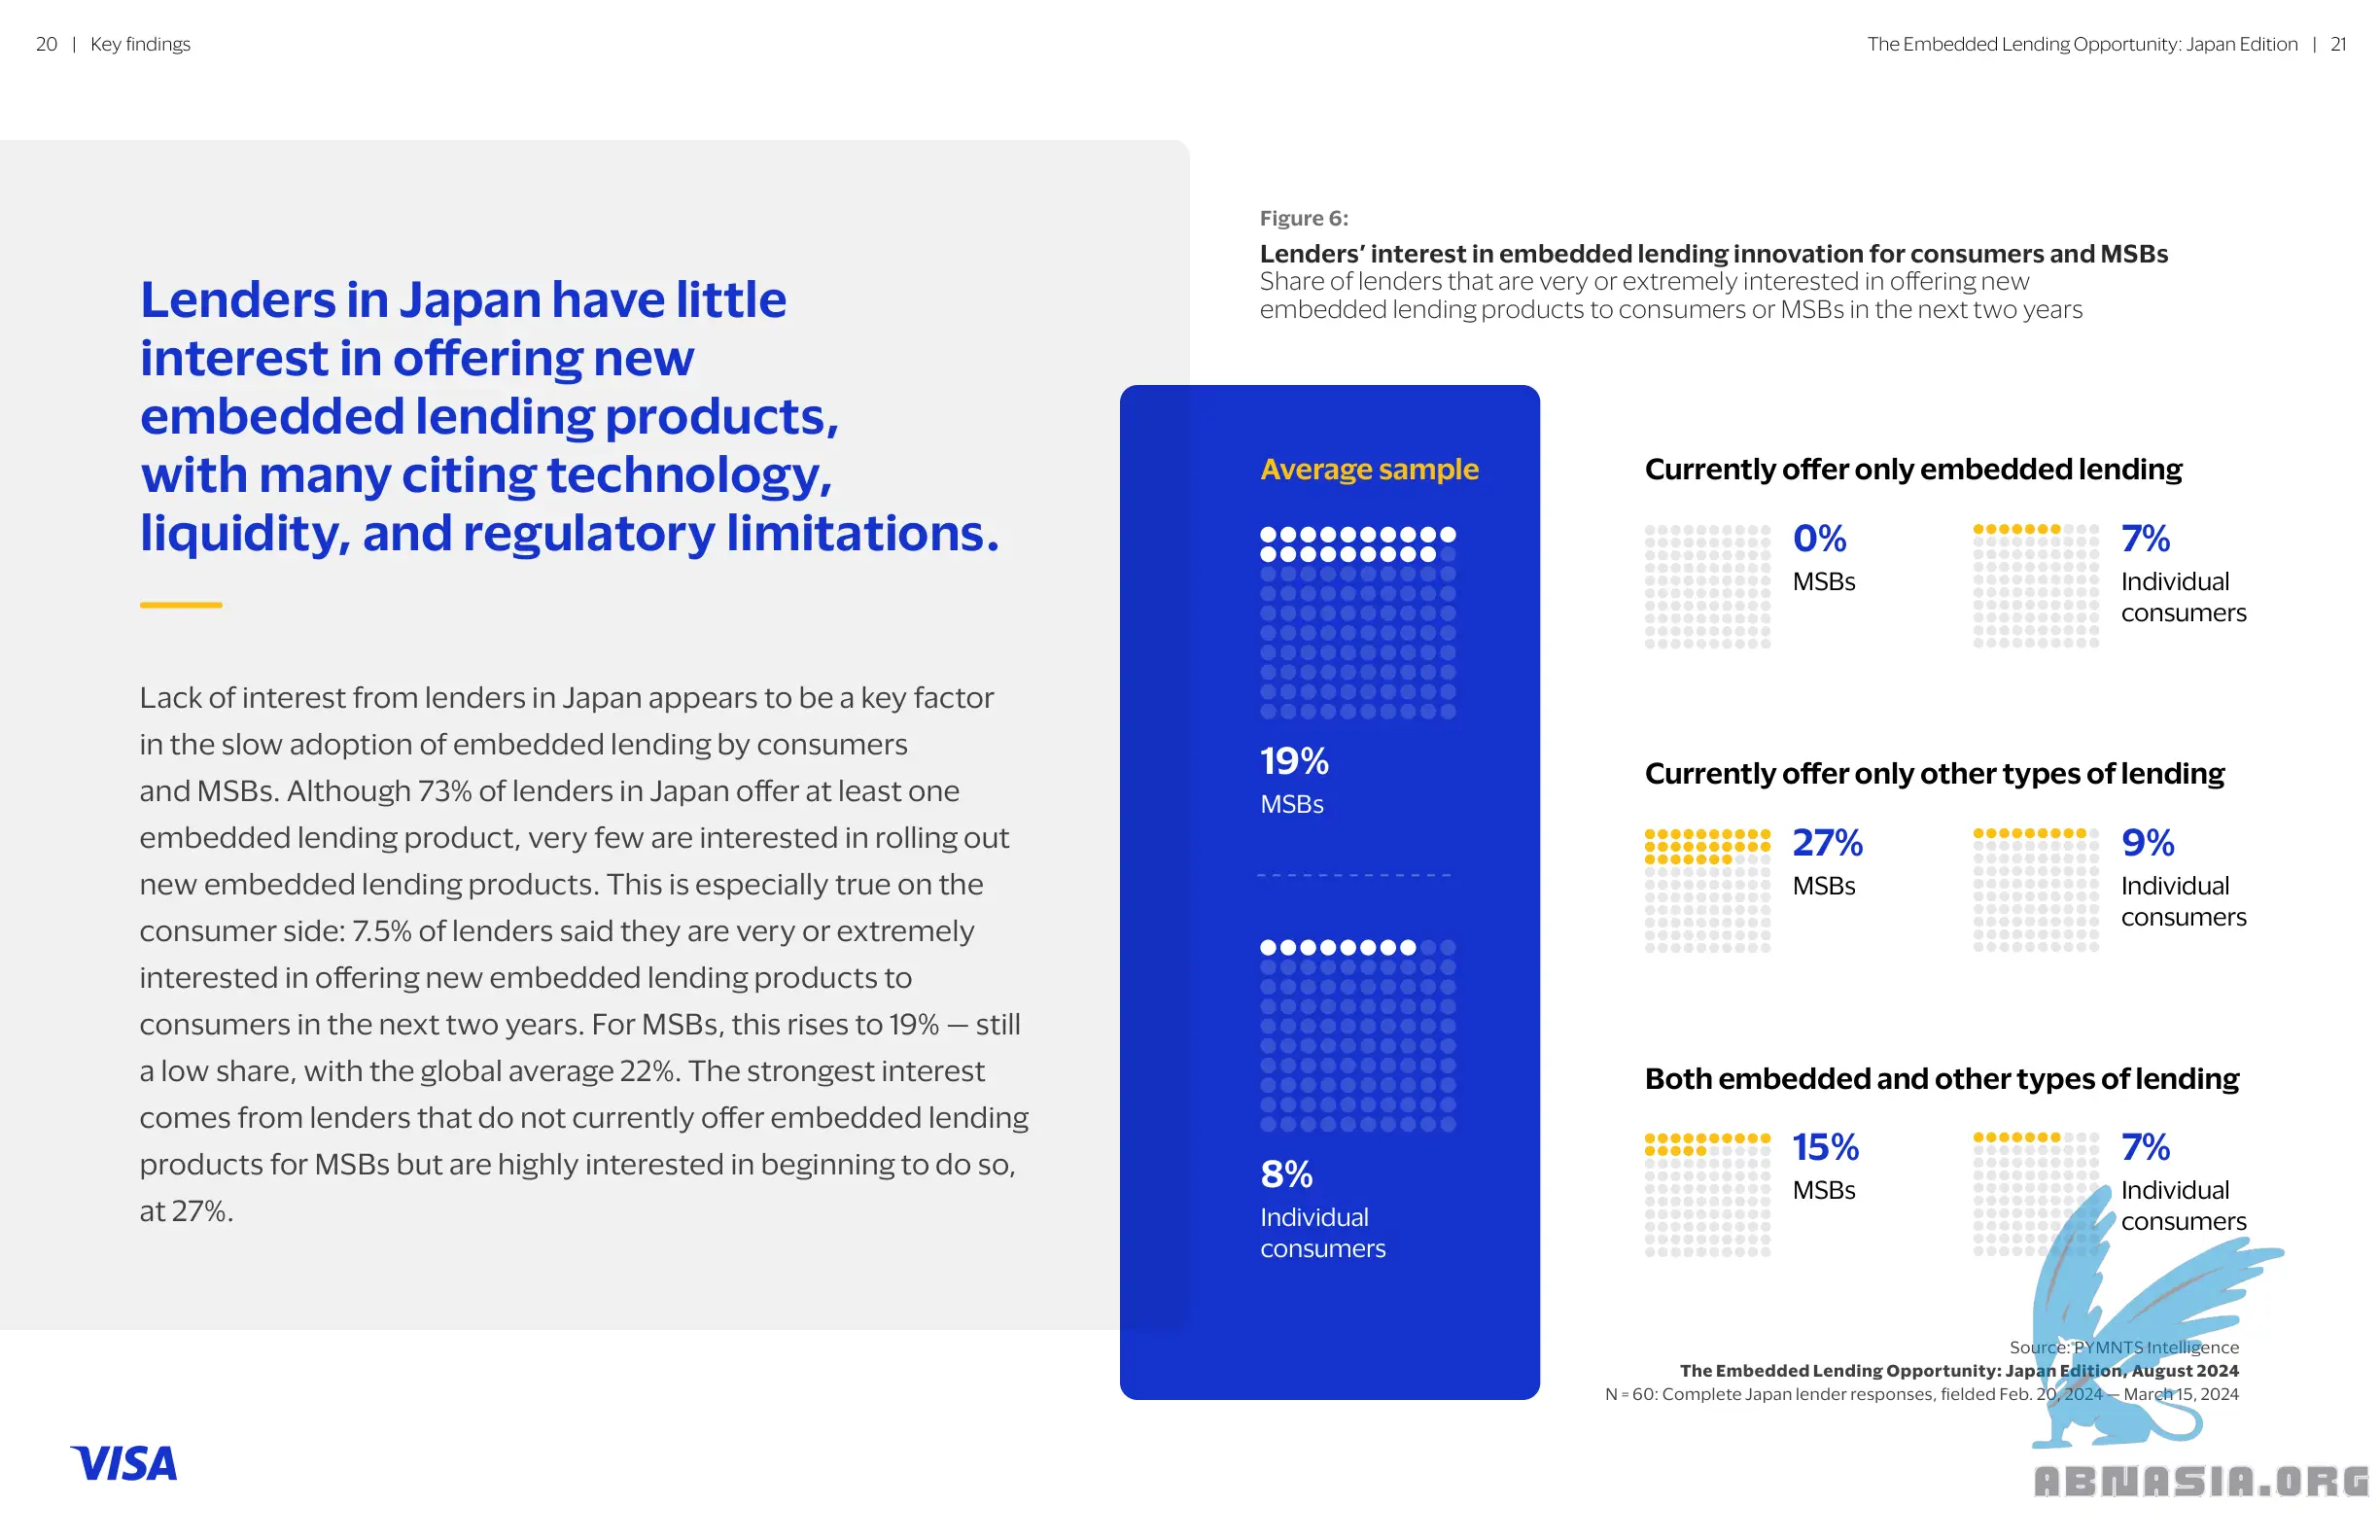 20 | Key findings
The Embedded Lending Opportunity: Japan Edition | 21
Lenders in Japan have little
interest in offering new
embedded lending products,
with many citing technology,
liquidity, and regulatory limitations.
Lack of interest from lenders in Japan appears to be a key factor
in the slow adoption of embedded lending by consumers
and MSBs. Although 73% of lenders in Japan offer at least one
embedded lending product, very few are interested in rolling out
new embedded lending products. This is especially true on the
consumer side: 7.5% of lenders said they are very or extremely
interested in offering new embedded lending products to
consumers in the next two years. For MSBs, this rises to 19% — still
a low share, with the global average 22%. The strongest interest
comes from lenders that do not currently offer embedded lending
products for MSBs but are highly interested in beginning to do so,
at 27%.
Figure 6:
Lenders’ interest in embedded lending innovation for consumers and MSBs
Share of lenders that are very or extremely interested in offering new
embedded lending products to consumers or MSBs in the next two years
Average sample
19%
MSBs
8%
Individual
consumers
Currently offer only embedded lending
0%
MSBs
7%
Individual
consumers
Currently offer only other types of lending
27%
MSBs
9%
Individual
consumers
Both embedded and other types of lending
15%
MSBs
7%
Individual
consumers
Source: PYMNTS Intelligence
The Embedded Lending Opportunity: Japan Edition, August 2024
N = 60: Complete Japan lender responses, fielded Feb. 20, 2024 — March 15, 2024
VISA
ABNASIA.ORG